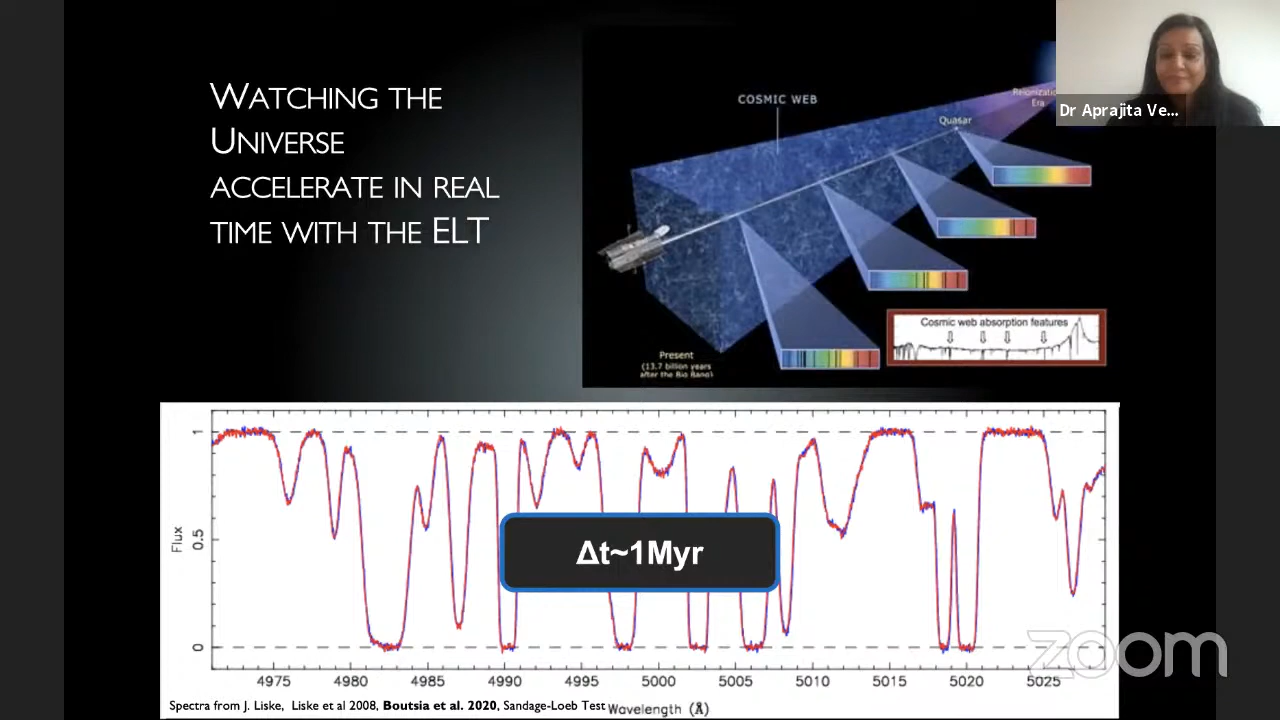 WATCHING THE
UNIVERSE
ACCELERATE IN REAL
TIME WITH THE ELT
COSMIC WEB
Reionization
Era
Quasar
Dr Aprajita Ve...
Cosmic web absorption features
Present
(13.7 billion years
after the Big Bang)
Flux
1
0.5
0
Δt~1Myr
4975 4980 4985 4990 4995 5000 5005 5010 5015 5020 5025
Wavelength (Å)
Spectra from J. Liske, Liske et al 2008, Boutsia et al. 2020, Sandage-Loeb Test
zoom